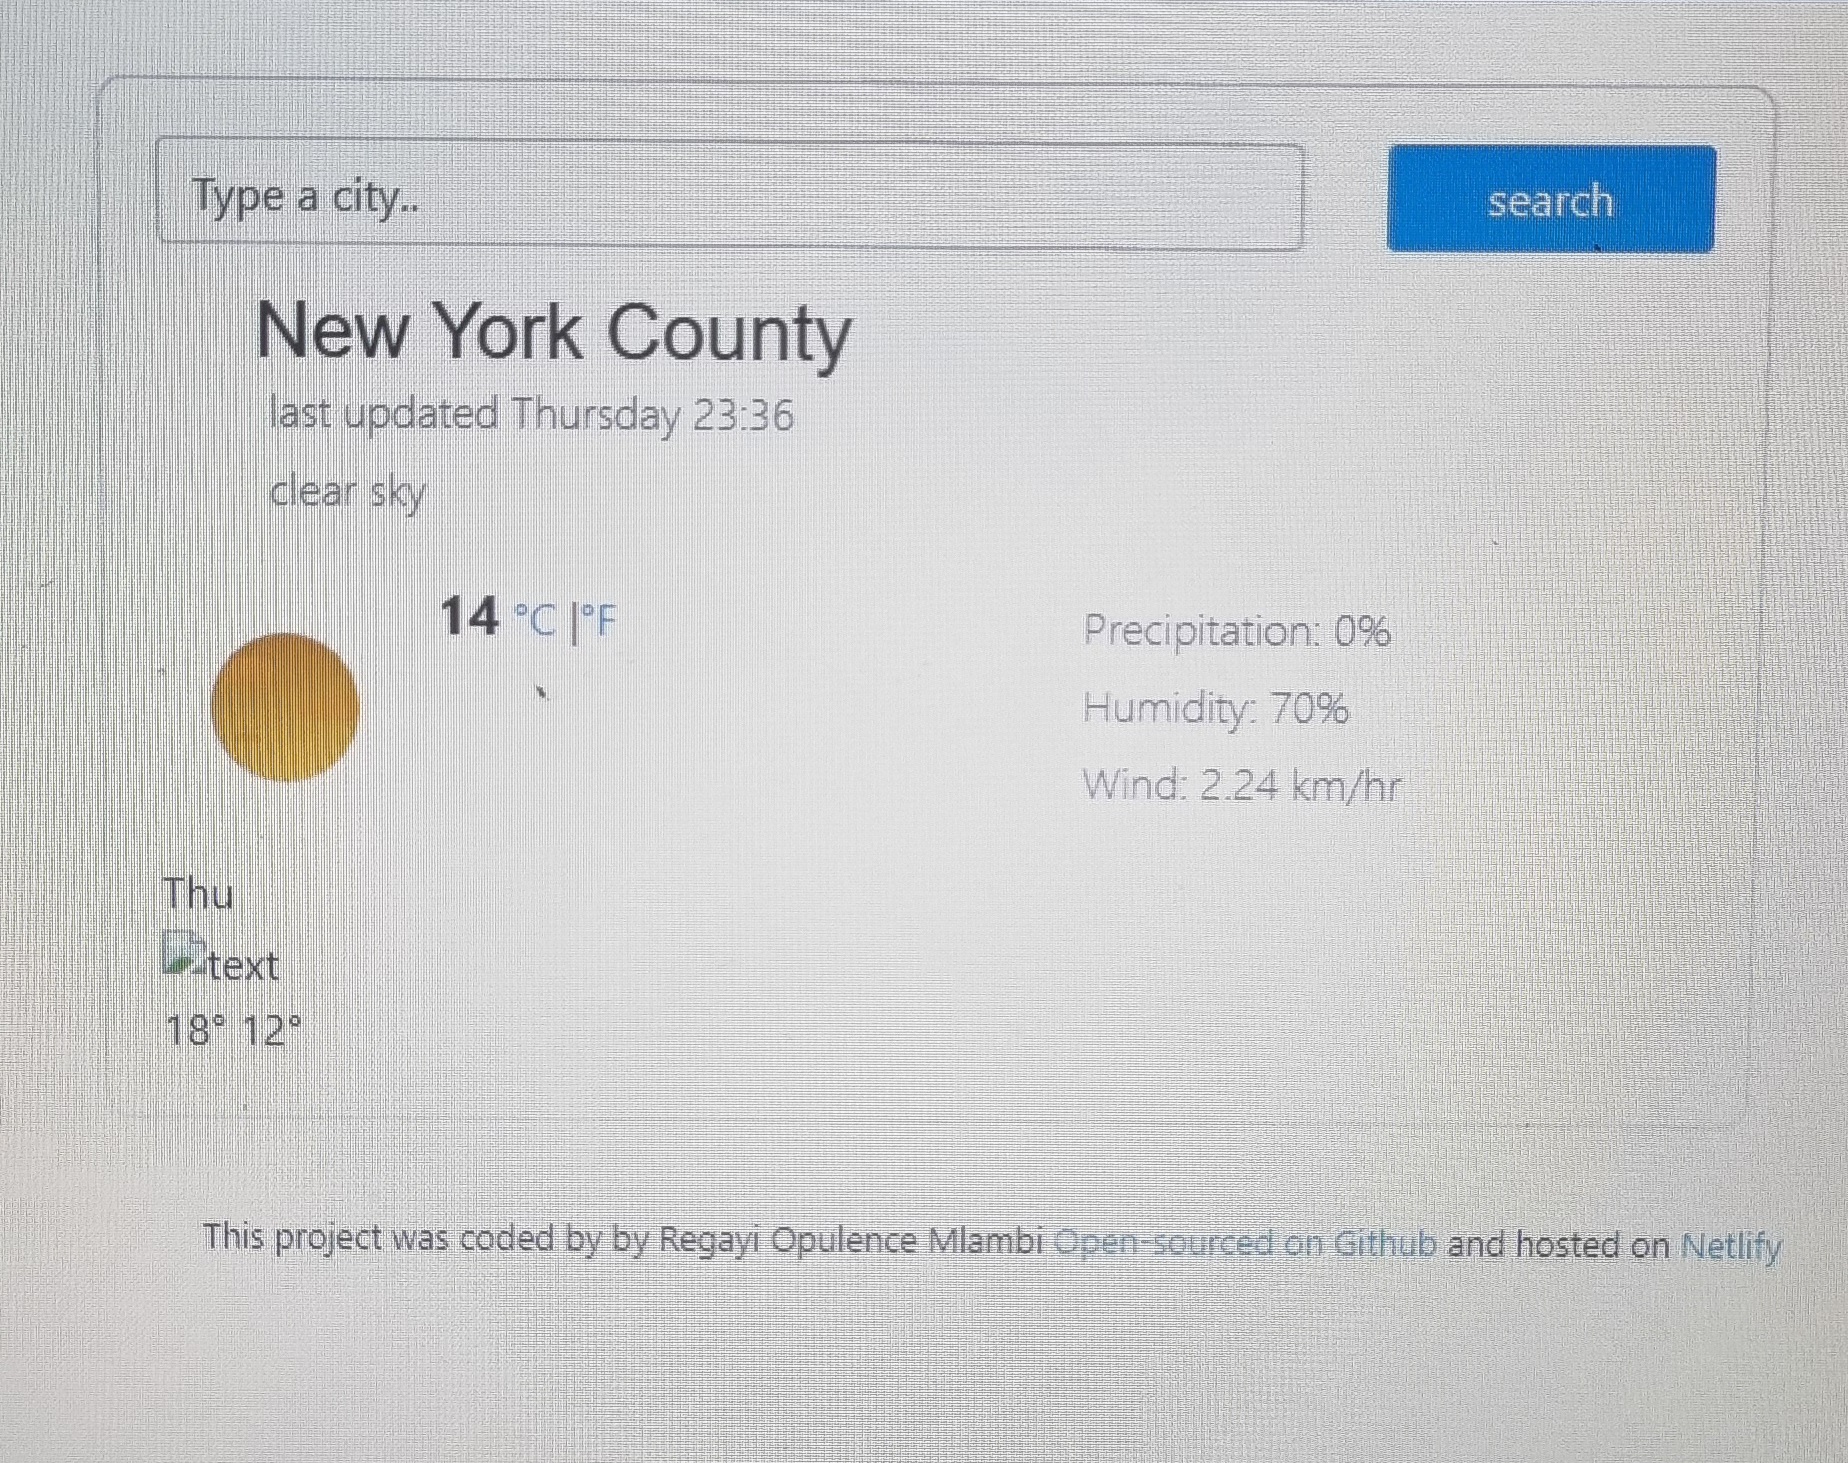 Type a city..
search
New York County
last updated Thursday 23:36
clear sky
14 °C |°F
Precipitation: 0%
Humidity: 70%
Wind: 2.24 km/hr
Thu
text
18° 12°
This project was coded by by Regayi Opulence Mlambi Open-sourced on Github and hosted on Netlify